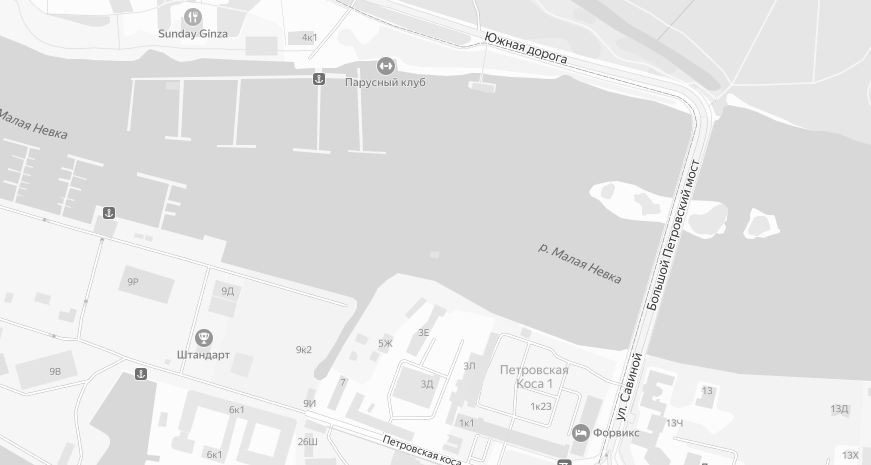 Sunday Ginza
4к1
Южная дорога
Парусный клуб
Малая Невка
р. Малая Невка
Большой Петровский мост
9Р
9Д
Штандарт
9к2
9В
9И
7
5Ж
3Е
3Д
3Л
Петровская
Коса 1
1к23
1к1
6к1
6к1
26Ш
Петровская коса
Форвикс
ул. Савиной
13
13Ч
13Д
13Х